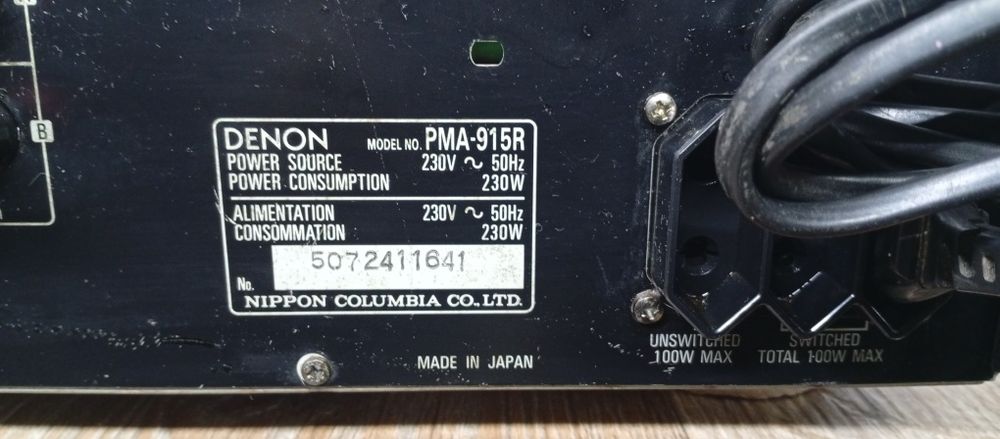 B
DENON MODEL NO. PMA-915R
POWER SOURCE 230V ~ 50Hz
POWER CONSUMPTION 230W
ALIMENTATION 230V ~ 50Hz
CONSOMMATION 230W
No. 5072411641
NIPPON COLUMBIA CO., LTD.
MADE IN JAPAN
UNSWITCHED
100W MAX
SWITCHED
TOTAL 100W MAX